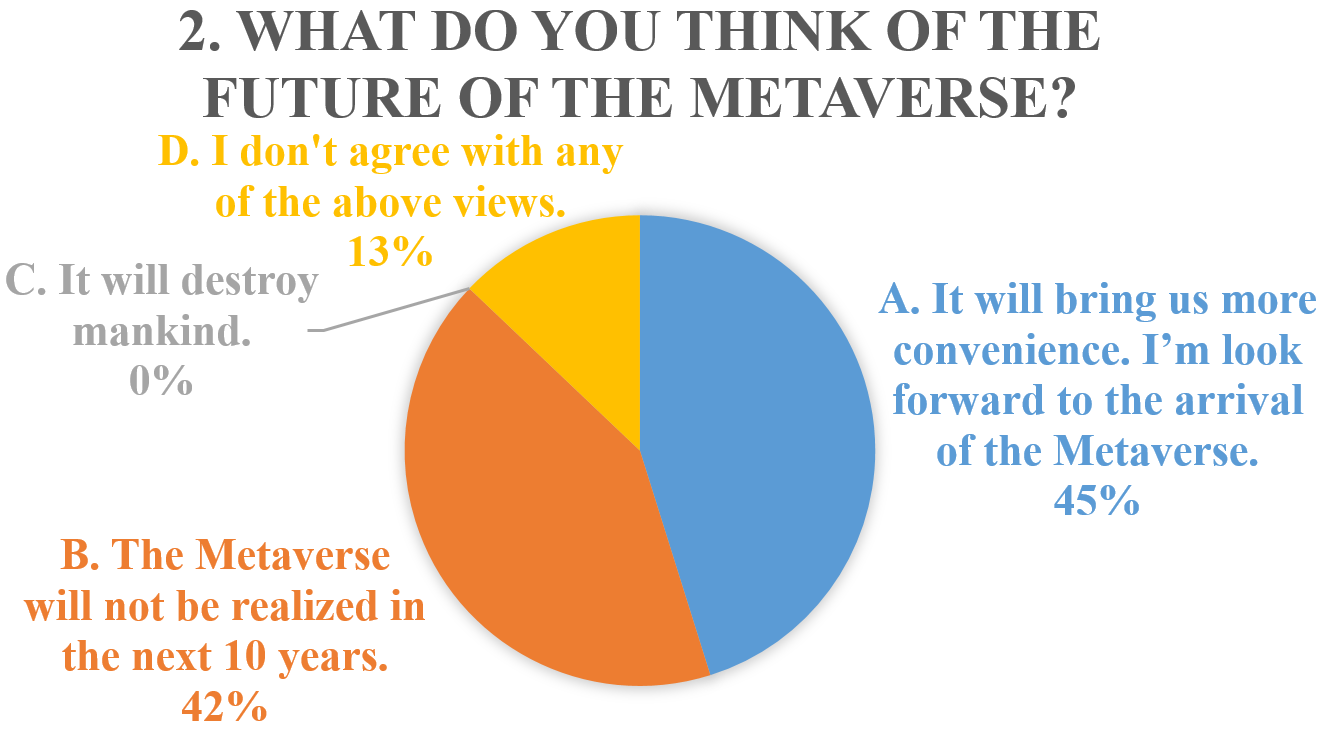 2. WHAT DO YOU THINK OF THE
FUTURE OF THE METAVERSE?
D. I don't agree with any
of the above views.
13%
C. It will destroy
mankind.
0%
A. It will bring us more
convenience. I’m look
forward to the arrival
of the Metaverse.
45%
B. The Metaverse
will not be realized in
the next 10 years.
42%